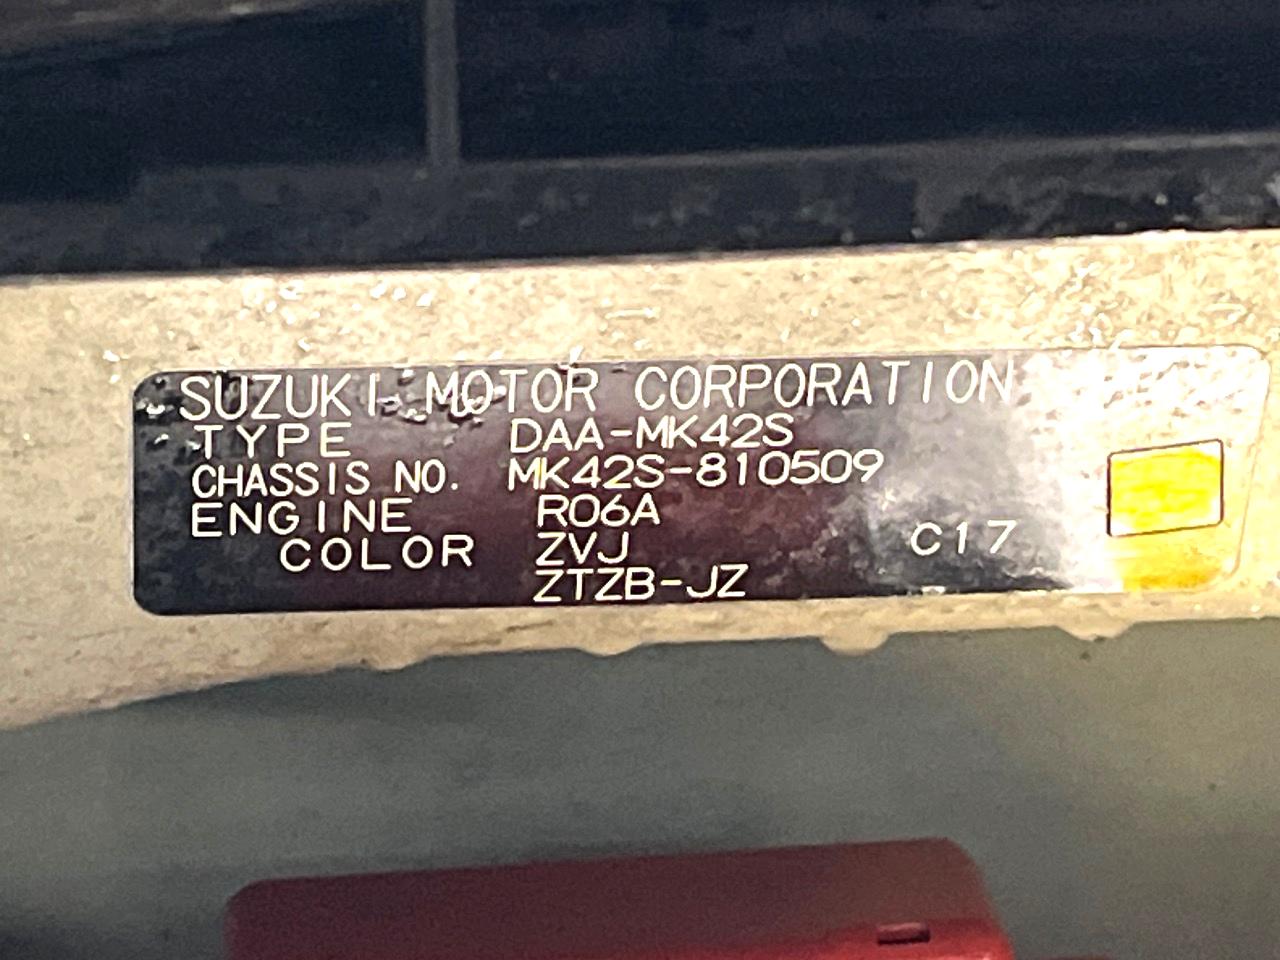 SUZUKI MOTOR CORPORATION
TYPE DAA-MK42S
CHASSIS NO. MK42S-810509
ENGINE R06A
COLOR ZVJ C17
ZTZB-JZ